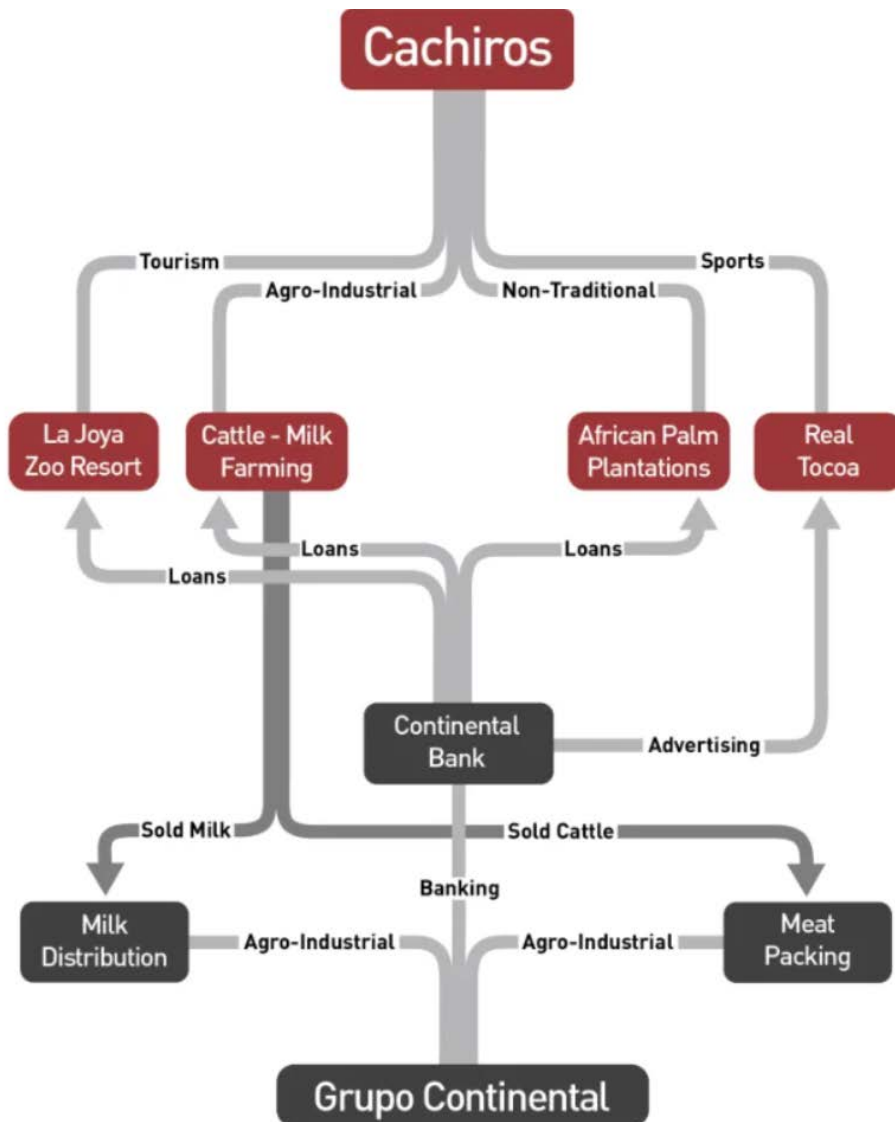 Cachiros
Tourism
Sports
Agro-Industrial
Non-Traditional
La Joya
Zoo Resort
Cattle - Milk
Farming
African Palm
Plantations
Real
Tocoa
Loans
Loans
Loans
Continental
Bank
Advertising
Sold Milk
Sold Cattle
Banking
Milk
Distribution
Agro-Industrial
Agro-Industrial
Meat
Packing
Grupo Continental